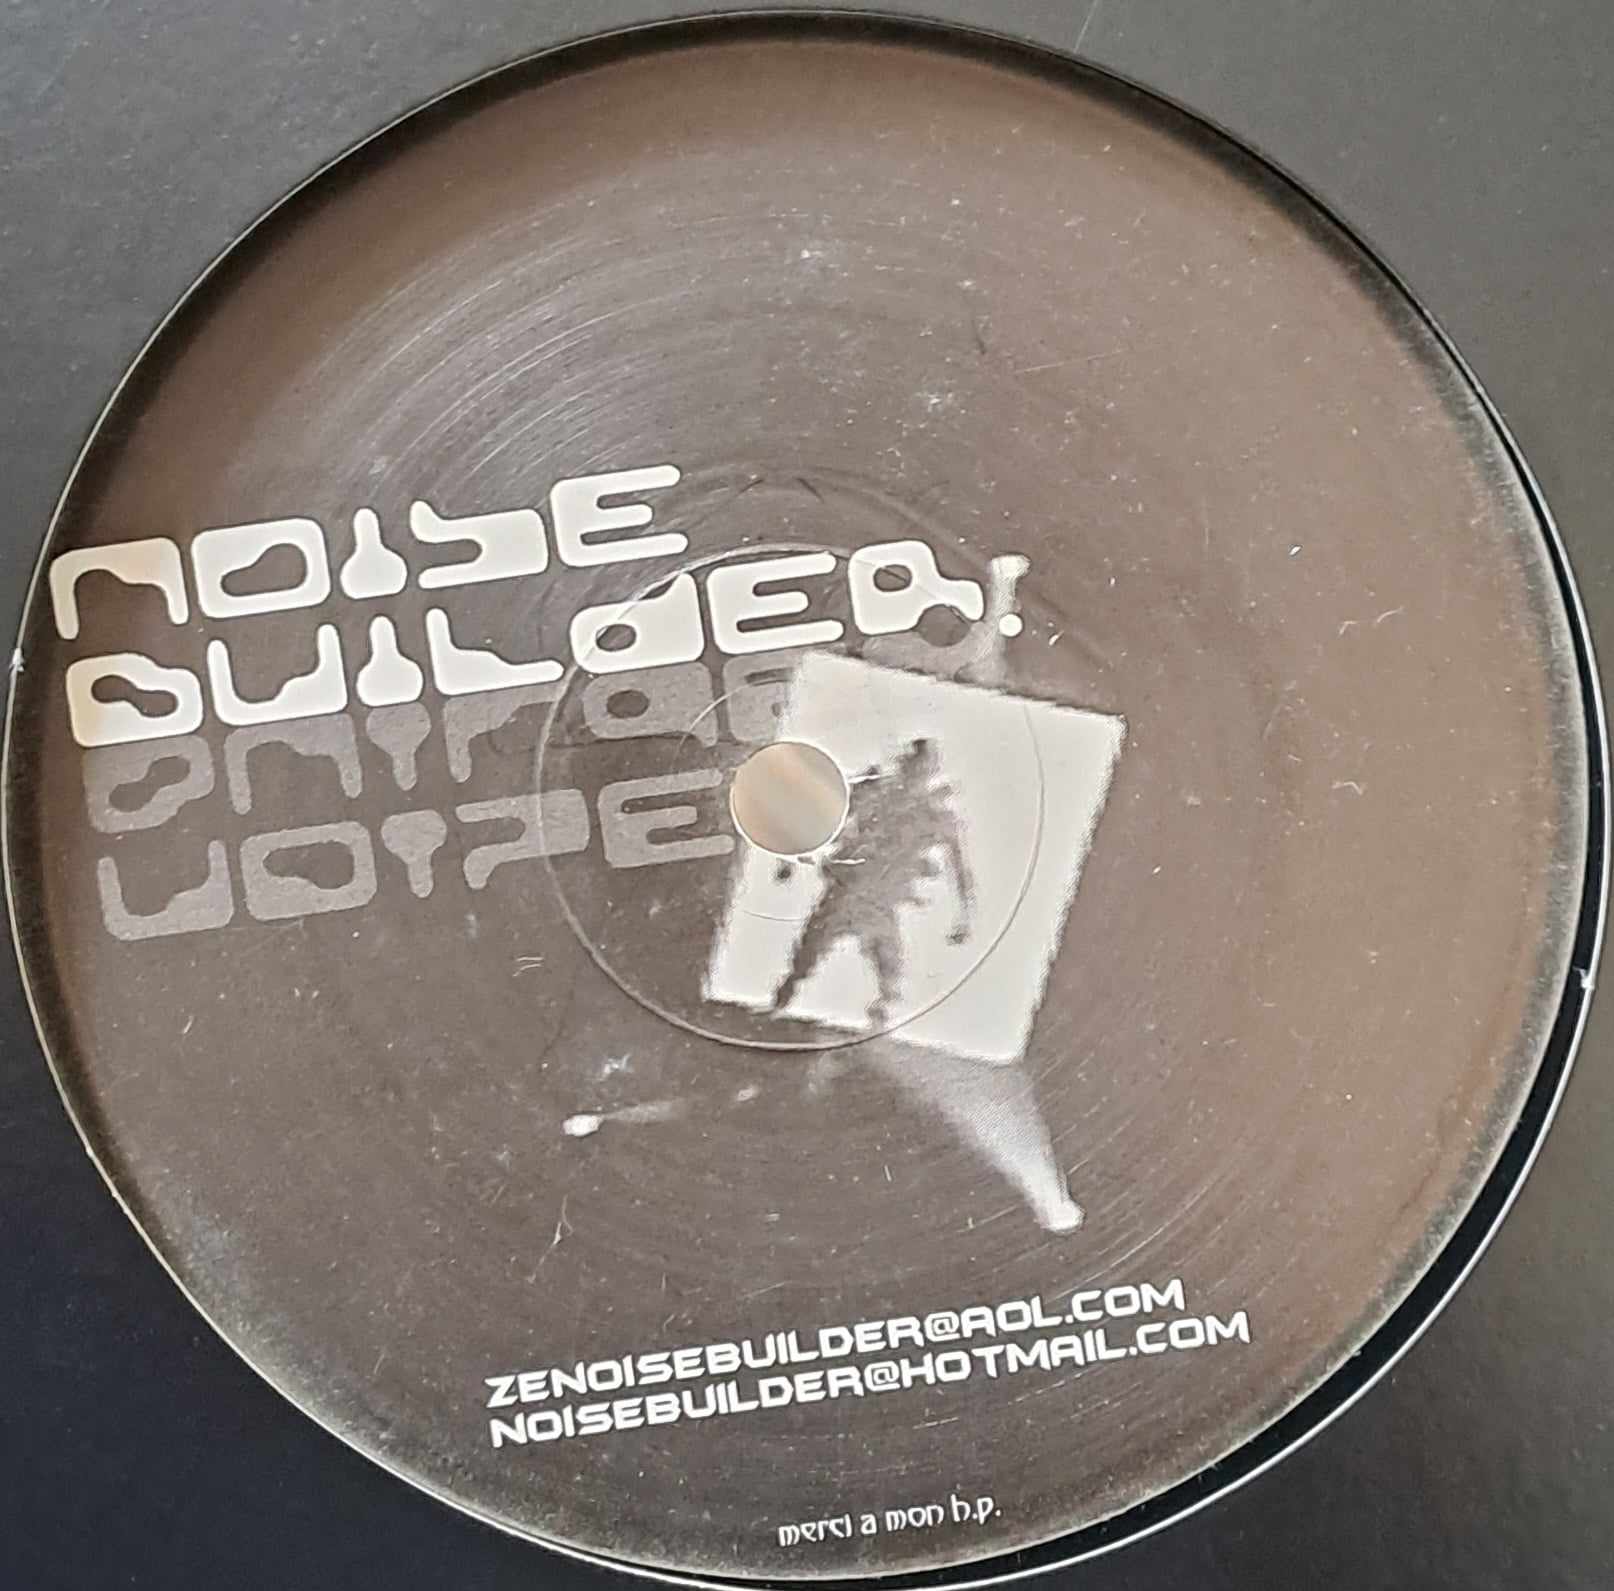 NOISE
BUILDER!
ZENOISEBUILDER@AOL.COM
NOISEBUILDER@HOTMAIL.COM
merci a mon h.p.